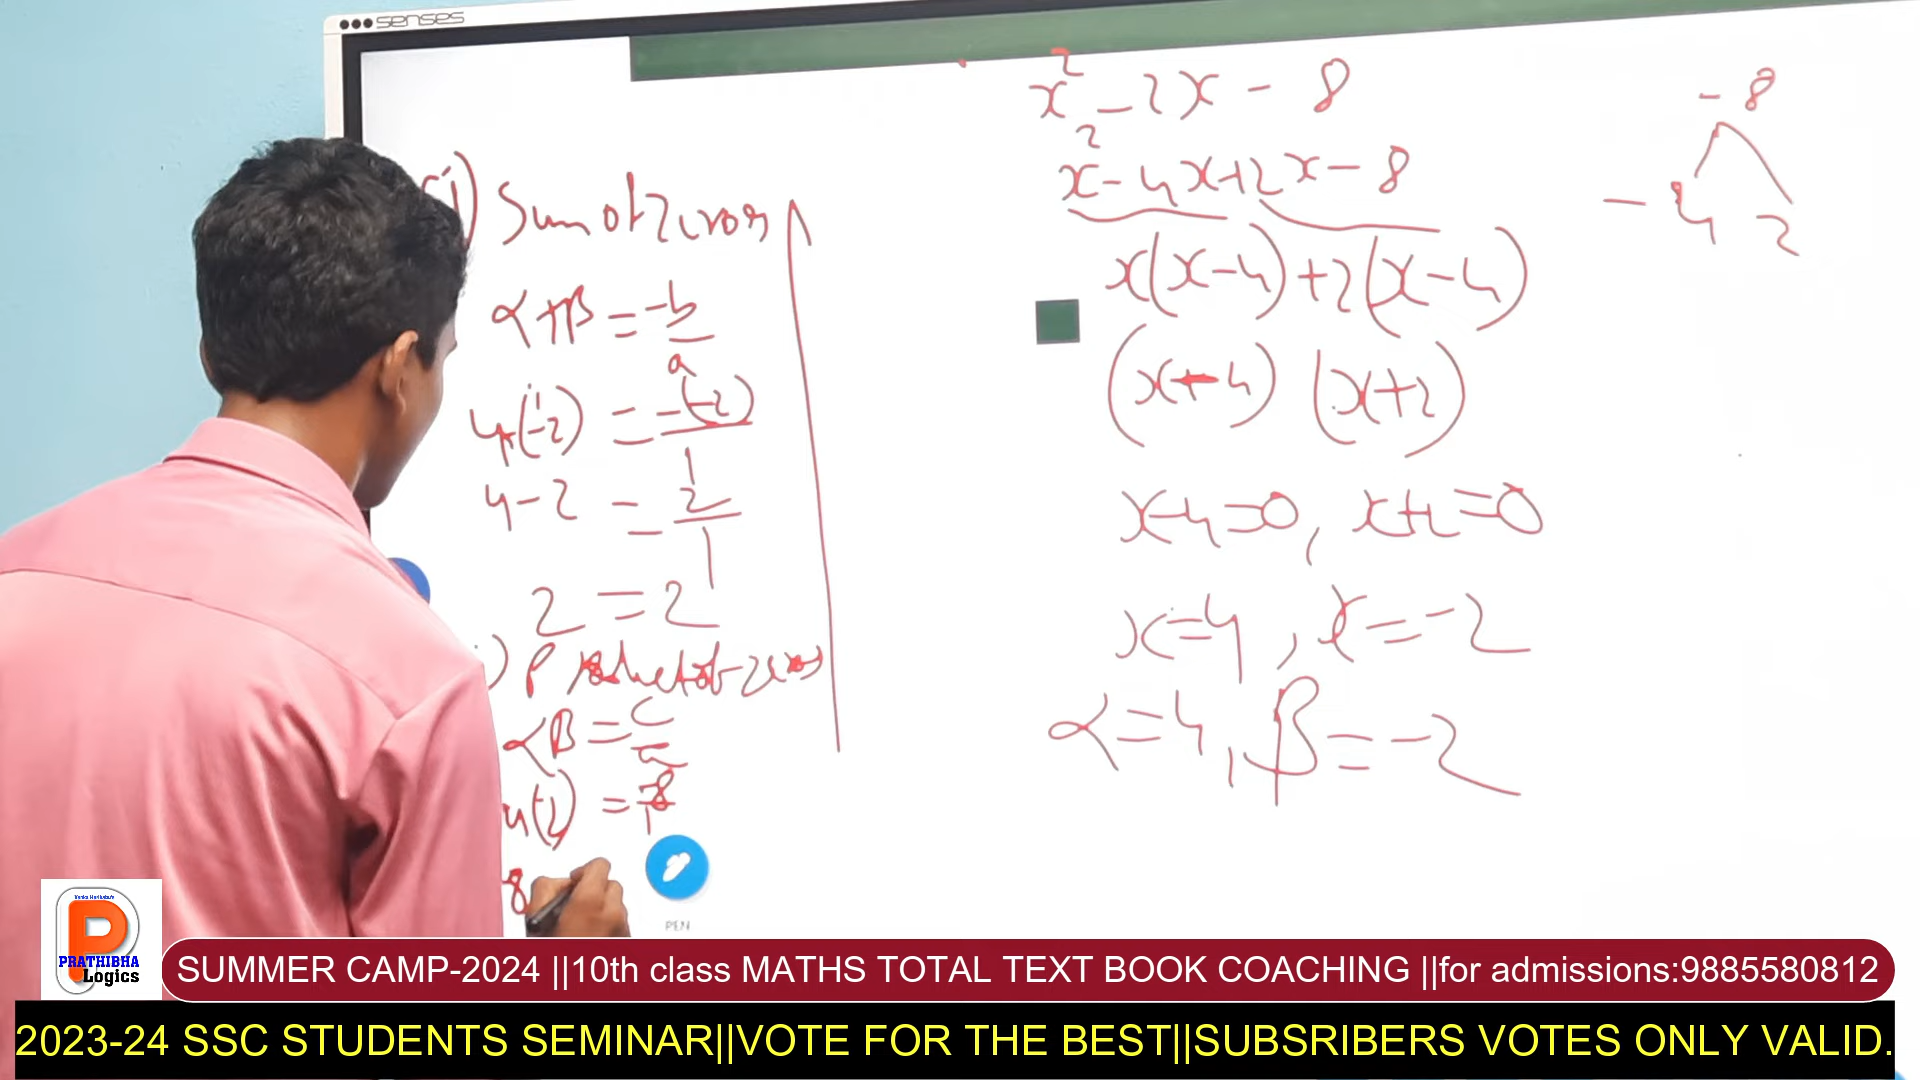 senses
i) Sum of Zeros
α+β = -b/a
4+(-2) = -(-2)/1
4-2 = 2/1
2 = 2
) Product of Zeros
αβ = c/a
4(-2) = -8/1
8
x² - 2x - 8
x² - 4x + 2x - 8
x(x-4) + 2(x-4)
(x-4) (x+2)
x-4=0, x+2=0
x=4, x=-2
α=4, β=-2
- 8
- 4 2
PEN
PRATHIBHA
Logics
SUMMER CAMP-2024 ||10th class MATHS TOTAL TEXT BOOK COACHING ||for admissions:9885580812
2023-24 SSC STUDENTS SEMINAR||VOTE FOR THE BEST||SUBSRIBERS VOTES ONLY VALID.